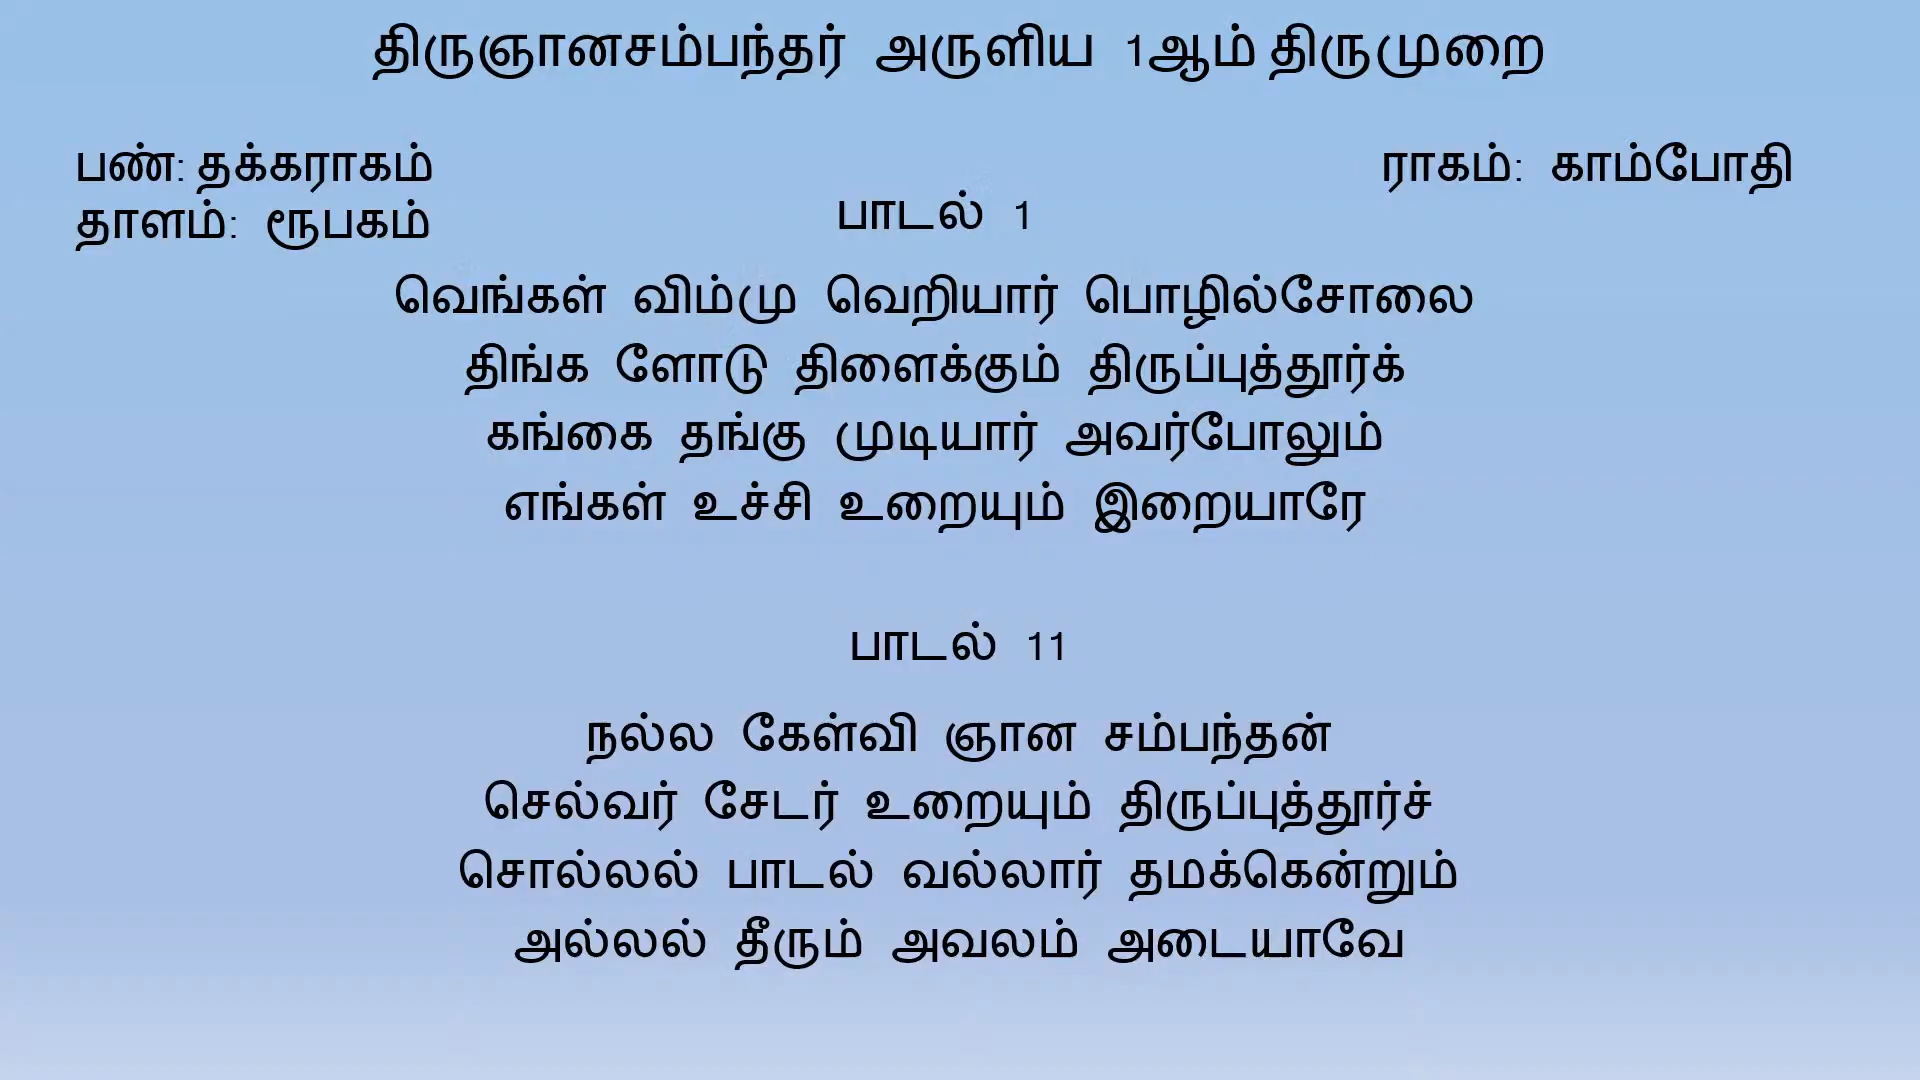 திருஞானசம்பந்தர் அருளிய 1ஆம் திருமுறை
பண்: தக்கராகம்
ராகம்: காம்போதி
தாளம்: ரூபகம்
பாடல் 1
வெங்கள் விம்மு வெறியார் பொழில்சோலை
திங்க ளோடு திளைக்கும் திருப்புத்தூர்க்
கங்கை தங்கு முடியார் அவர்போலும்
எங்கள் உச்சி உறையும் இறையாரே
பாடல் 11
நல்ல கேள்வி ஞான சம்பந்தன்
செல்வர் சேடர் உறையும் திருப்புத்தூர்ச்
சொல்லல் பாடல் வல்லார் தமக்கென்றும்
அல்லல் தீரும் அவலம் அடையாவே